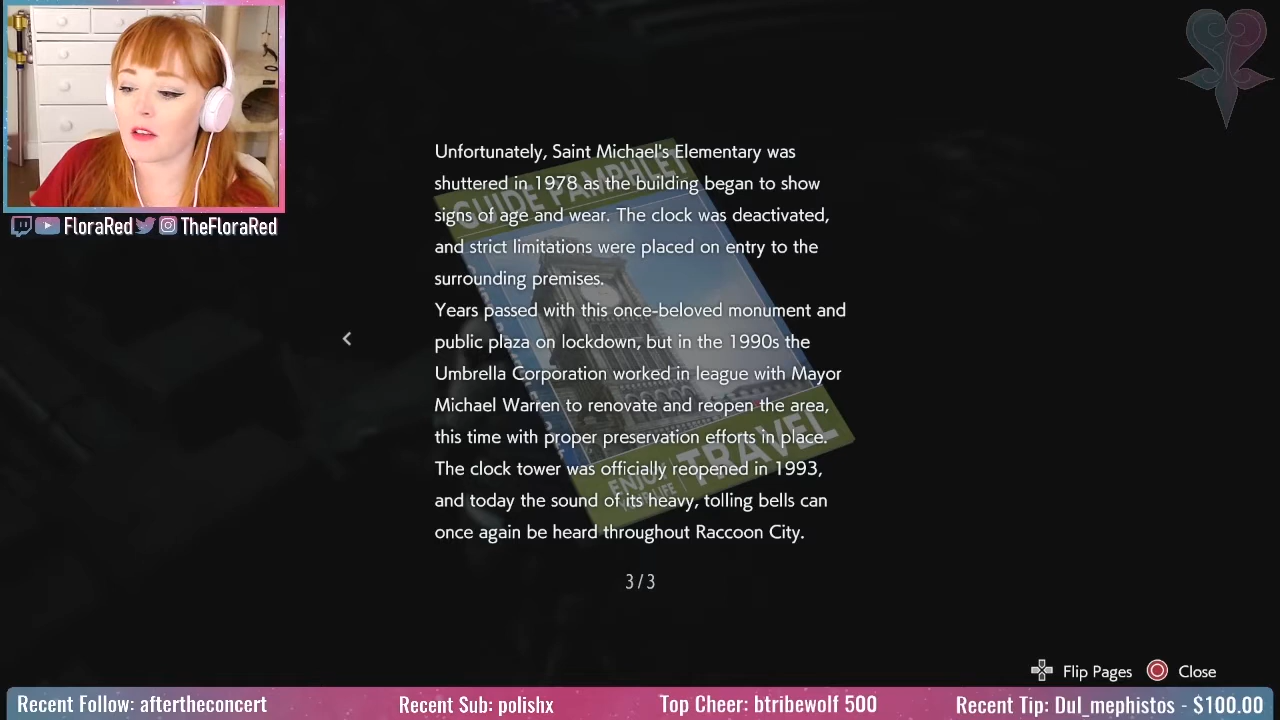 Unfortunately, Saint Michael's Elementary was
shuttered in 1978 as the building began to show
signs of age and wear. The clock was deactivated,
and strict limitations were placed on entry to the
surrounding premises.
Years passed with this once-beloved monument and
public plaza on lockdown, but in the 1990s the
Umbrella Corporation worked in league with Mayor
Michael Warren to renovate and reopen the area,
this time with proper preservation efforts in place.
The clock tower was officially reopened in 1993,
and today the sound of its heavy, tolling bells can
once again be heard throughout Raccoon City.
3/3
GUIDE PAMPHLET
ENJOY
LIFE
TRAVEL
FloraRed TheFloraRed
Flip Pages Close
Recent Follow: aftertheconcert Recent Sub: polishx Top Cheer: btribewolf 500 Recent Tip: Dul_mephistos - $100.00